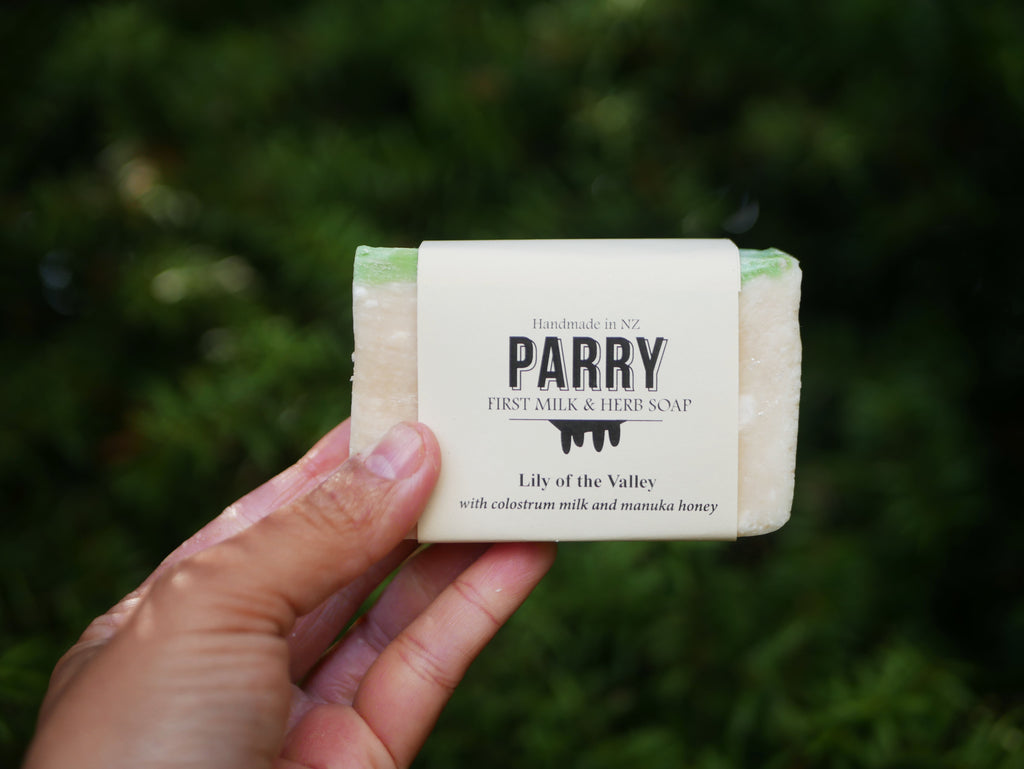 Handmade in NZ
PARRY
FIRST MILK & HERB SOAP
Lily of the Valley
with colostrum milk and manuka honey